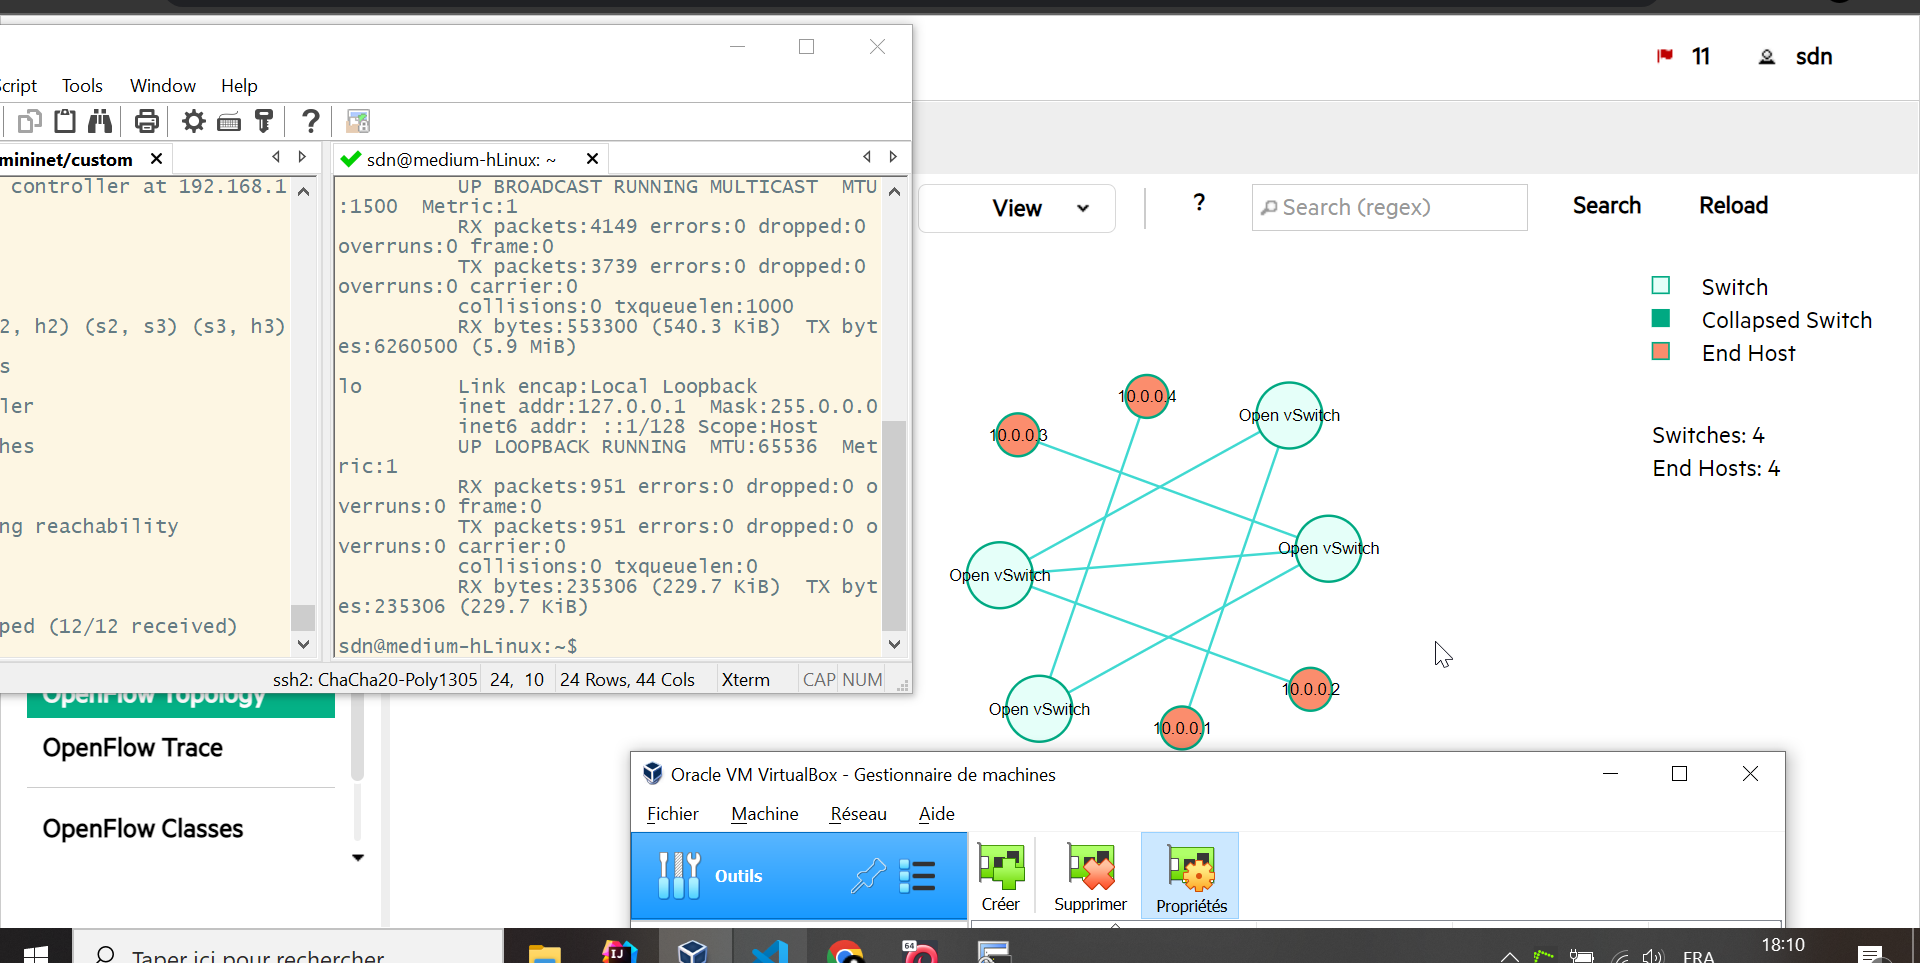 11
sdn
Script Tools Window Help
mininet/custom
sdn@medium-hLinux: ~
controller at 192.168.1
2, h2) (s2, s3) (s3, h3)
s
ler
hes
ng reachability
ped (12/12 received)
UP BROADCAST RUNNING MULTICAST  MTU
:1500  Metric:1
RX packets:4149 errors:0 dropped:0
overruns:0 frame:0
TX packets:3739 errors:0 dropped:0
overruns:0 carrier:0
collisions:0 txqueuelen:1000
RX bytes:553300 (540.3 KiB)  TX byt
es:6260500 (5.9 MiB)
lo        Link encap:Local Loopback
inet addr:127.0.0.1  Mask:255.0.0.0
inet6 addr: ::1/128 Scope:Host
UP LOOPBACK RUNNING  MTU:65536  Met
ric:1
RX packets:951 errors:0 dropped:0 o
verruns:0 frame:0
TX packets:951 errors:0 dropped:0 o
verruns:0 carrier:0
collisions:0 txqueuelen:0
RX bytes:235306 (229.7 KiB)  TX byt
es:235306 (229.7 KiB)
sdn@medium-hLinux:~$
ssh2: ChaCha20-Poly1305 24, 10 24 Rows, 44 Cols Xterm CAP NUM
View
?
Search (regex)
Search
Reload
Switch
Collapsed Switch
End Host
Switches: 4
End Hosts: 4
10.0.0.4
Open vSwitch
10.0.0.3
Open vSwitch
Open vSwitch
10.0.0.2
Open vSwitch
10.0.0.1
OpenFlow Topology
OpenFlow Trace
OpenFlow Classes
Oracle VM VirtualBox - Gestionnaire de machines
Fichier Machine Réseau Aide
Outils
Créer Supprimer Propriétés
Taper ici pour rechercher
IJ
64
FRA
18:10